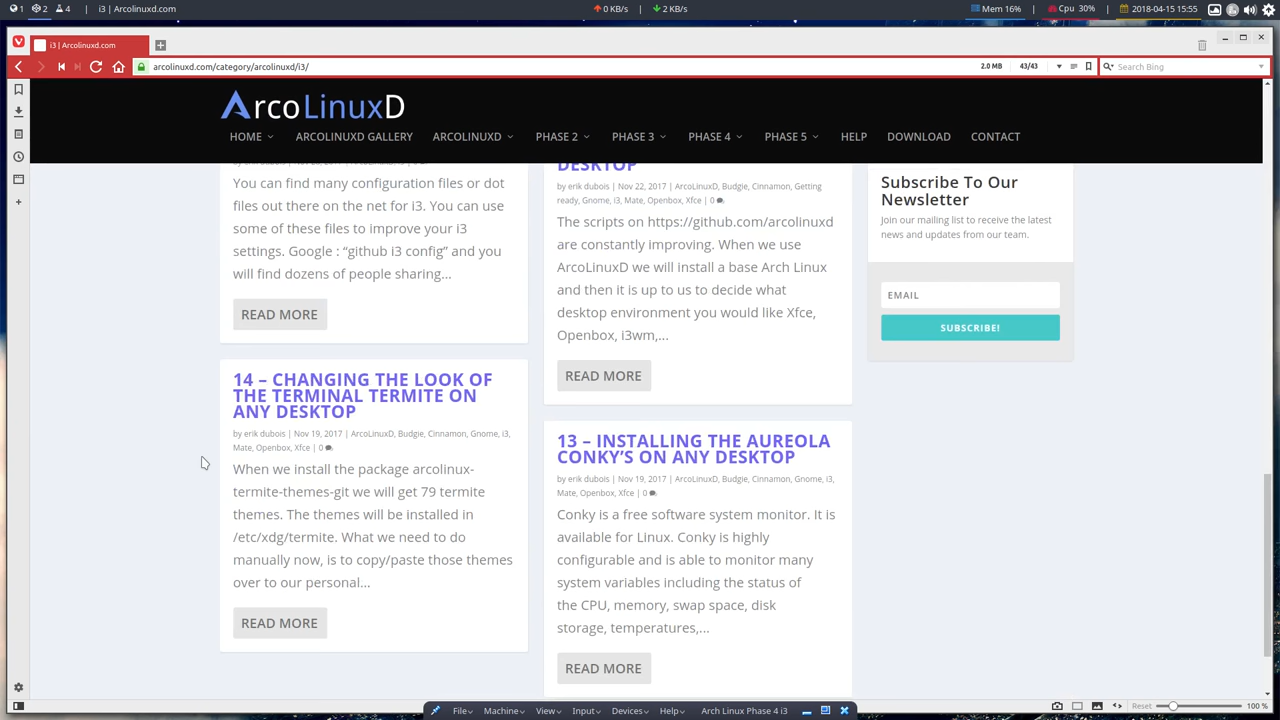 1 2 4 i3 | Arcolinuxd.com 0 KB/s 2 KB/s Mem 16% Cpu 30% 2018-04-15 15:55
i3 | Arcolinuxd.com
arcolinuxd.com/category/arcolinuxd/i3/ 2.0 MB 43/43 Search Bing
ArcoLinuxD
HOME ARCOLINUXD GALLERY ARCOLINUXD PHASE 2 PHASE 3 PHASE 4 PHASE 5 HELP DOWNLOAD CONTACT
You can find many configuration files or dot
files out there on the net for i3. You can use
some of these files to improve your i3
settings. Google : “github i3 config” and you
will find dozens of people sharing...
READ MORE
14 – CHANGING THE LOOK OF
THE TERMINAL TERMITE ON
ANY DESKTOP
by erik dubois | Nov 19, 2017 | ArcoLinuxD, Budgie, Cinnamon, Gnome, i3,
Mate, Openbox, Xfce | 0
When we install the package arcolinux-
termite-themes-git we will get 79 termite
themes. The themes will be installed in
/etc/xdg/termite. What we need to do
manually now, is to copy/paste those themes
over to our personal...
READ MORE
DESKTOP
by erik dubois | Nov 22, 2017 | ArcoLinuxD, Budgie, Cinnamon, Getting
ready, Gnome, i3, Mate, Openbox, Xfce | 0
The scripts on https://github.com/arcolinuxd
are constantly improving. When we use
ArcoLinuxD we will install a base Arch Linux
and then it is up to us to decide what
desktop environment you would like Xfce,
Openbox, i3wm,...
READ MORE
13 – INSTALLING THE AUREOLA
CONKY’S ON ANY DESKTOP
by erik dubois | Nov 19, 2017 | ArcoLinuxD, Budgie, Cinnamon, Gnome, i3,
Mate, Openbox, Xfce | 0
Conky is a free software system monitor. It is
available for Linux. Conky is highly
configurable and is able to monitor many
system variables including the status of
the CPU, memory, swap space, disk
storage, temperatures,...
READ MORE
Subscribe To Our
Newsletter
Join our mailing list to receive the latest
news and updates from our team.
EMAIL
SUBSCRIBE!
Reset 100 %
File Machine View Input Devices Help Arch Linux Phase 4 i3